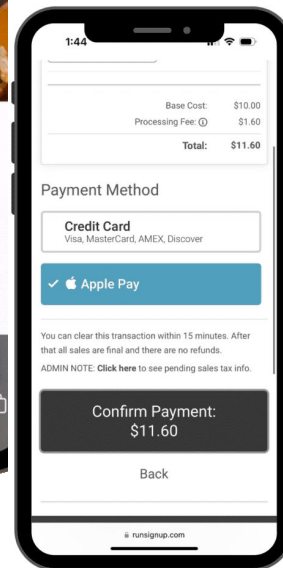 1:44
Base Cost: $10.00
Processing Fee: $1.60
Total: $11.60
Payment Method
Credit Card
Visa, MasterCard, AMEX, Discover
Apple Pay
You can clear this transaction within 15 minutes. After
that all sales are final and there are no refunds.
ADMIN NOTE: Click here to see pending sales tax info.
Confirm Payment:
$11.60
Back
runsignup.com